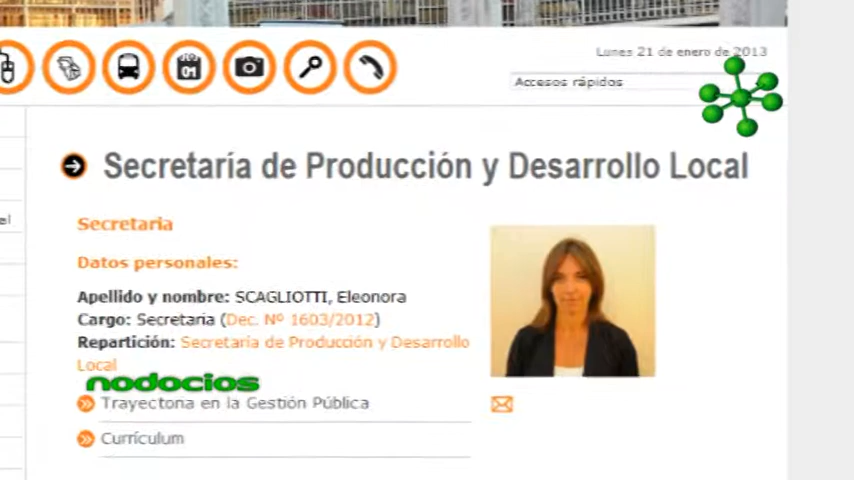 Lunes 21 de enero de 2013
01
Accesos rápidos
Secretaría de Producción y Desarrollo Local
Secretaria
Datos personales:
Apellido y nombre: SCAGLIOTTI, Eleonora
Cargo: Secretaria (Dec. Nº 1603/2012)
Repartición: Secretaría de Producción y Desarrollo
Local
nodocios
Trayectoria en la Gestión Pública
Currículum